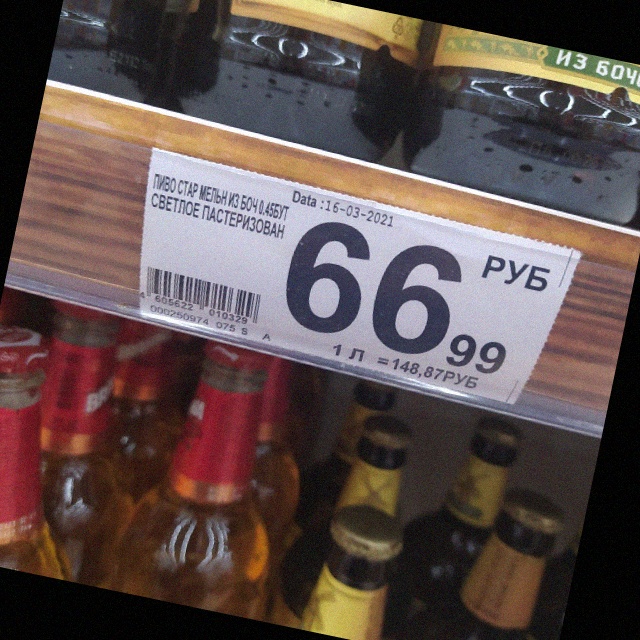 ИЗ БОЧ
ПИВО СТАР МЕЛЬН ИЗ БОЧ 0.45БУТ
СВЕТЛОЕ ПАСТЕРИЗОВАН
Data :16-03-2021
66 99 РУБ
4 605622 010329
000250974 075 S A
1 Л =148,87РУБ